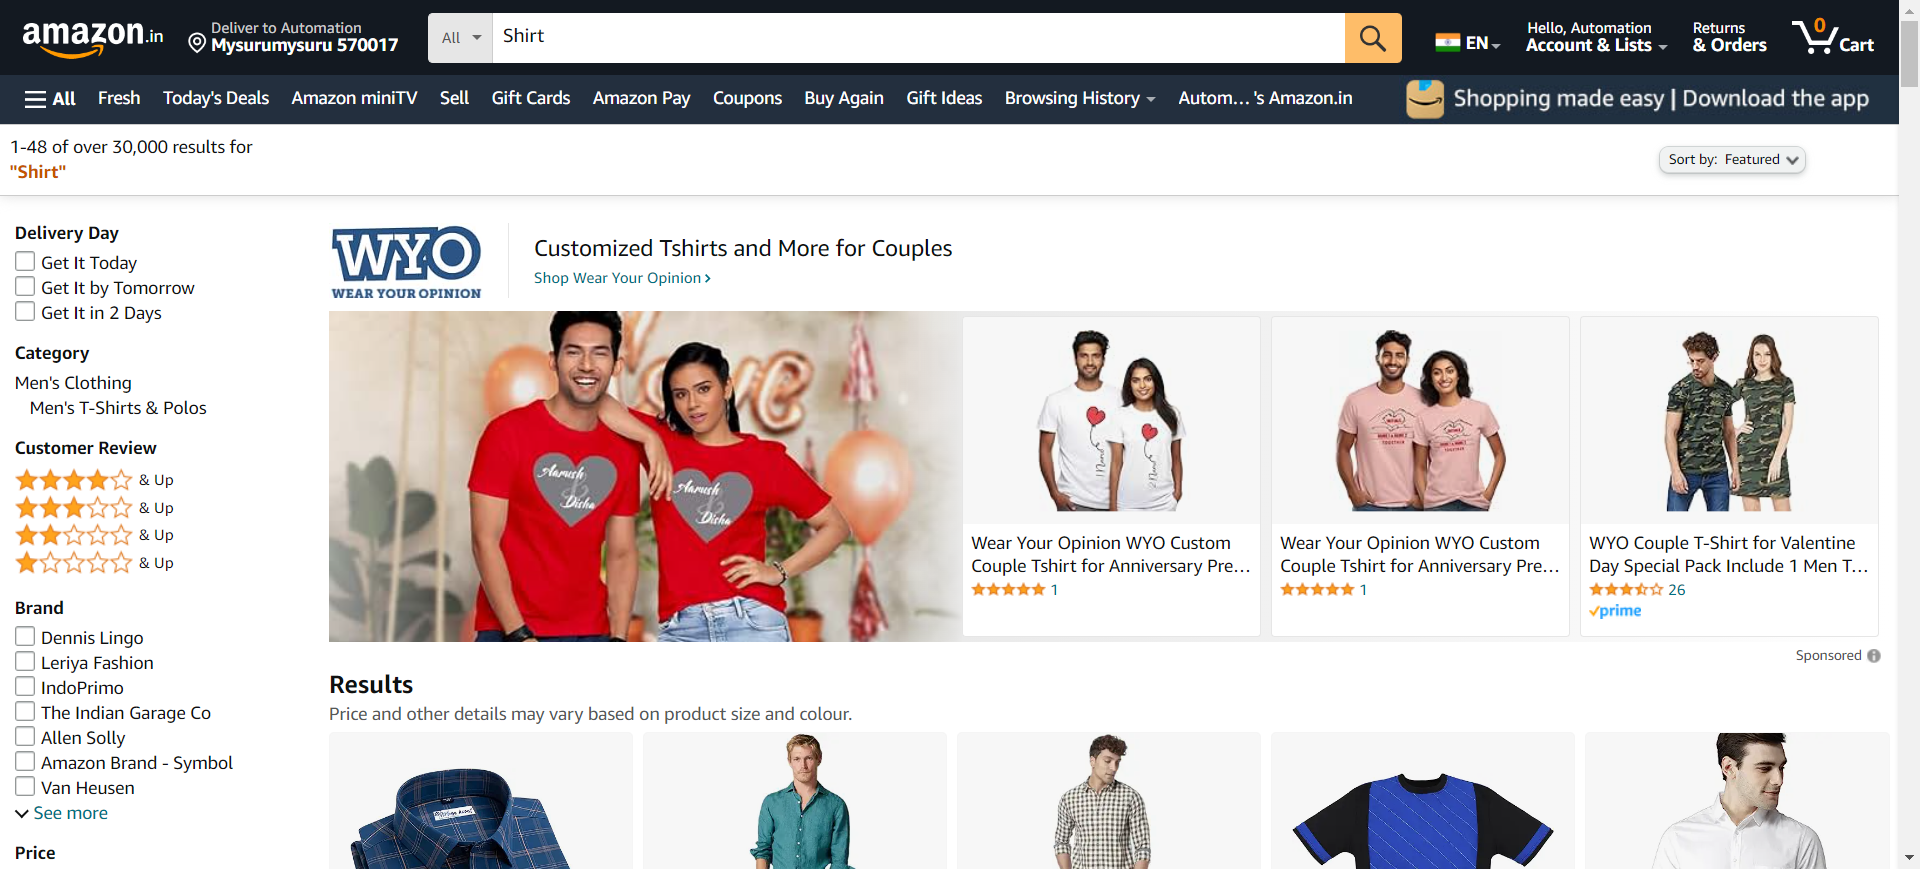 amazon.in
Deliver to Automation
Mysurumysuru 570017
All
Shirt
EN
Hello, Automation
Account & Lists
Returns
& Orders
0
Cart
All
Fresh
Today's Deals
Amazon miniTV
Sell
Gift Cards
Amazon Pay
Coupons
Buy Again
Gift Ideas
Browsing History
Autom... 's Amazon.in
Shopping made easy | Download the app
1-48 of over 30,000 results for
"Shirt"
Sort by: Featured
Delivery Day
Get It Today
Get It by Tomorrow
Get It in 2 Days
Category
Men's Clothing
Men's T-Shirts & Polos
Customer Review
& Up
& Up
& Up
& Up
Brand
Dennis Lingo
Leriya Fashion
IndoPrimo
The Indian Garage Co
Allen Solly
Amazon Brand - Symbol
Van Heusen
See more
Price
WYO
WEAR YOUR OPINION
Customized Tshirts and More for Couples
Shop Wear Your Opinion
Love
Aarush
&
Disha
Aarush
&
Disha
Wear Your Opinion WYO Custom
Couple Tshirt for Anniversary Pre...
1
Wear Your Opinion WYO Custom
Couple Tshirt for Anniversary Pre...
1
TOGETHER
TOGETHER
WYO Couple T-Shirt for Valentine
Day Special Pack Include 1 Men T...
26
prime
Sponsored
Results
Price and other details may vary based on product size and colour.